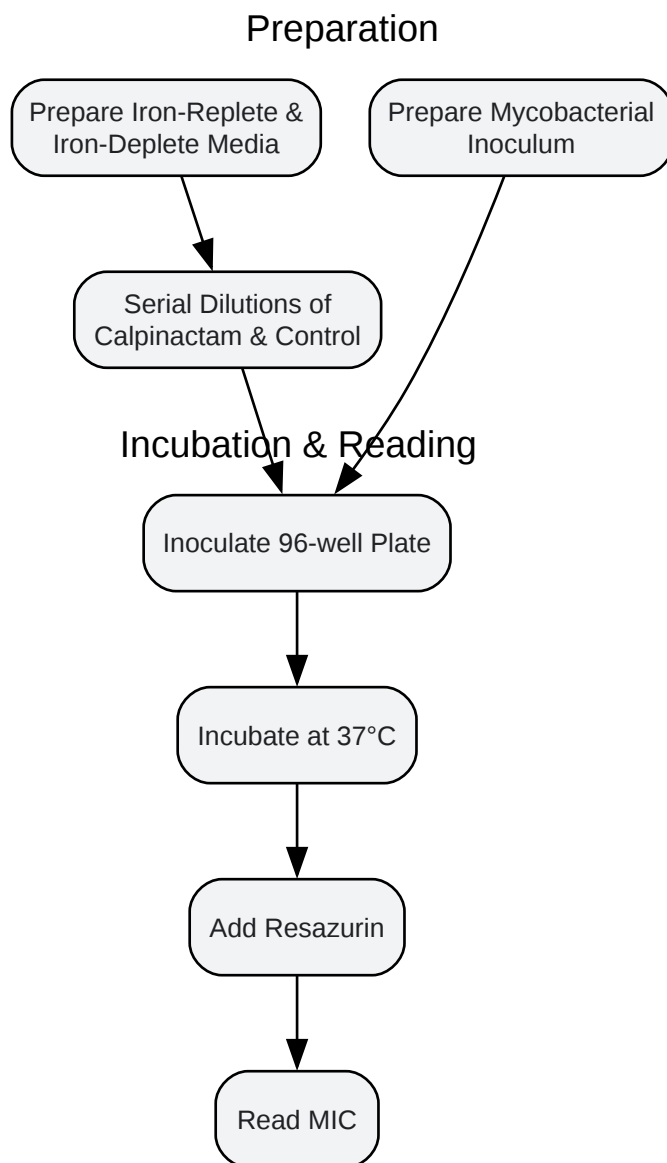 Preparation
Prepare Iron-Replete &
Iron-Deplete Media
Prepare Mycobacterial
Inoculum
Serial Dilutions of
Calpinactam & Control
Incubation & Reading
Inoculate 96-well Plate
Incubate at 37°C
Add Resazurin
Read MIC